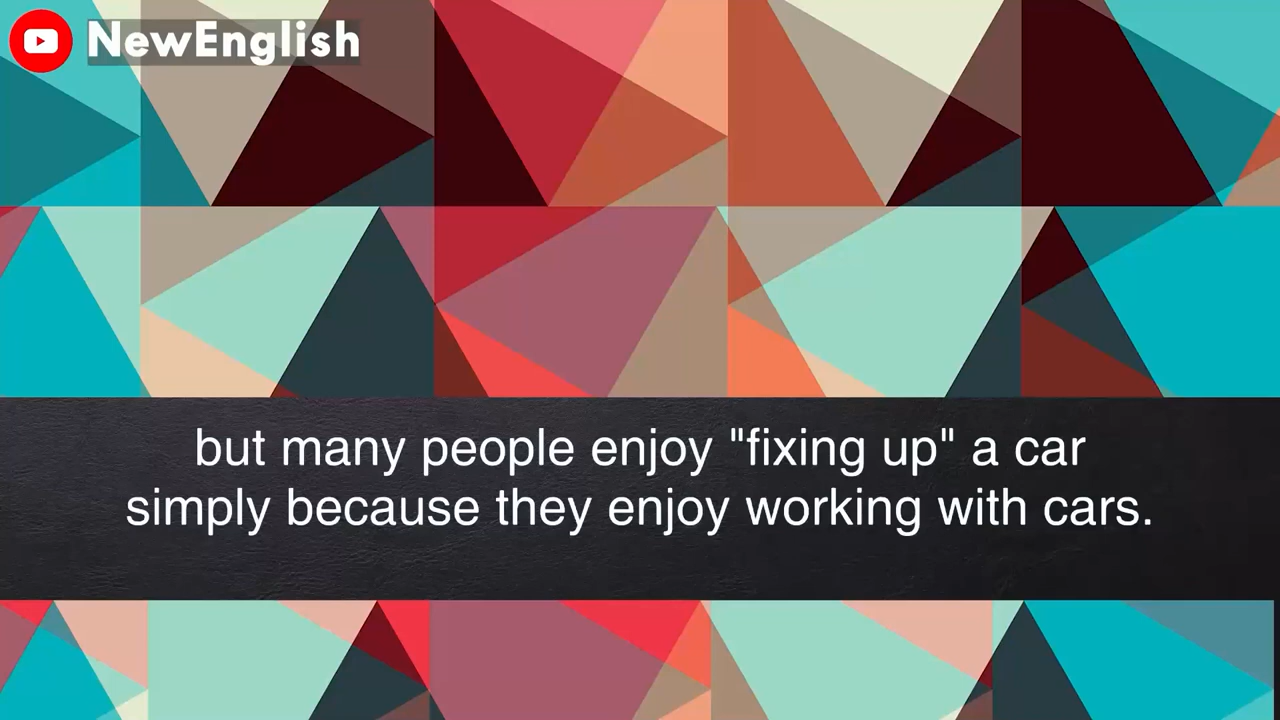 NewEnglish
but many people enjoy "fixing up" a car
simply because they enjoy working with cars.